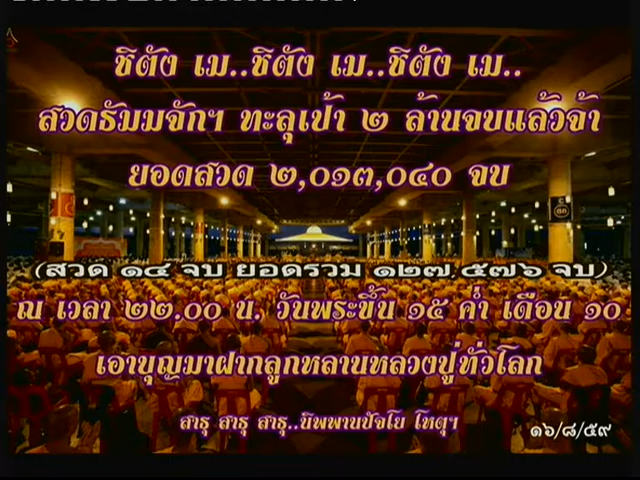 ชิตัง เม..ชิตัง เม..ชิตัง เม..
สวดธัมมจักฯ ทะลุเป้า ๒ ล้านจบแล้วจ้า
ยอดสวด ๒,๐๑๓,๐๔๐ จบ
(สวด ๑๔ จบ ยอดรวม ๑๒๗,๕๗๖ จบ)
ณ เวลา ๒๒.00 น. วันพระขึ้น ๑๕ ค่ำ เดือน ๑๐
เอาบุญมาฝากลูกหลานหลวงปู่ทั่วโลก
สาธุ สาธุ สาธุ..นิพพานปัจโย โหตุฯ
๑๖/๘/๕๙